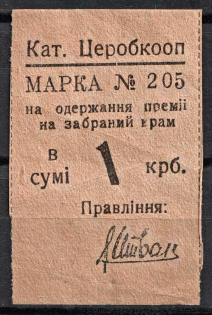 Кат. Церобкооп
МАРКА № 205
на одержання премії
на забраний крам
в
сумі 1 крб.
Правління: